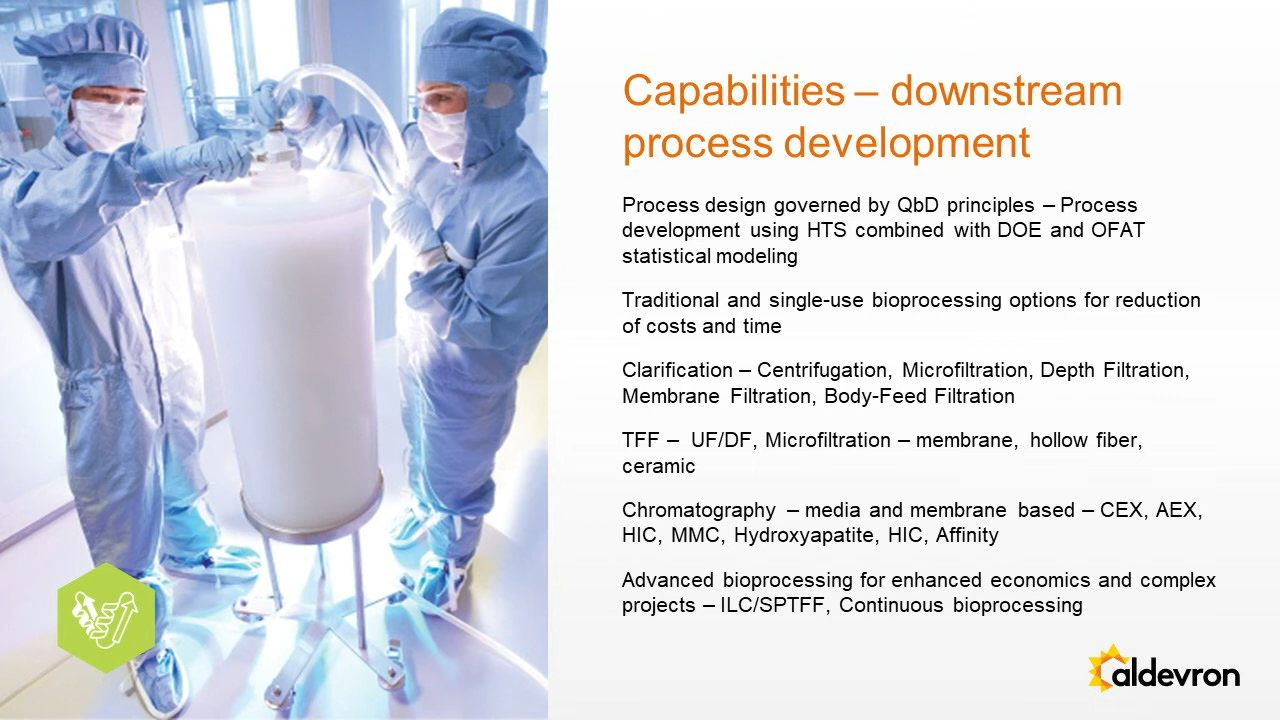 Capabilities – downstream
process development
Process design governed by QbD principles – Process
development using HTS combined with DOE and OFAT
statistical modeling
Traditional and single-use bioprocessing options for reduction
of costs and time
Clarification – Centrifugation, Microfiltration, Depth Filtration,
Membrane Filtration, Body-Feed Filtration
TFF – UF/DF, Microfiltration – membrane, hollow fiber,
ceramic
Chromatography – media and membrane based – CEX, AEX,
HIC, MMC, Hydroxyapatite, HIC, Affinity
Advanced bioprocessing for enhanced economics and complex
projects – ILC/SPTFF, Continuous bioprocessing
aldevron